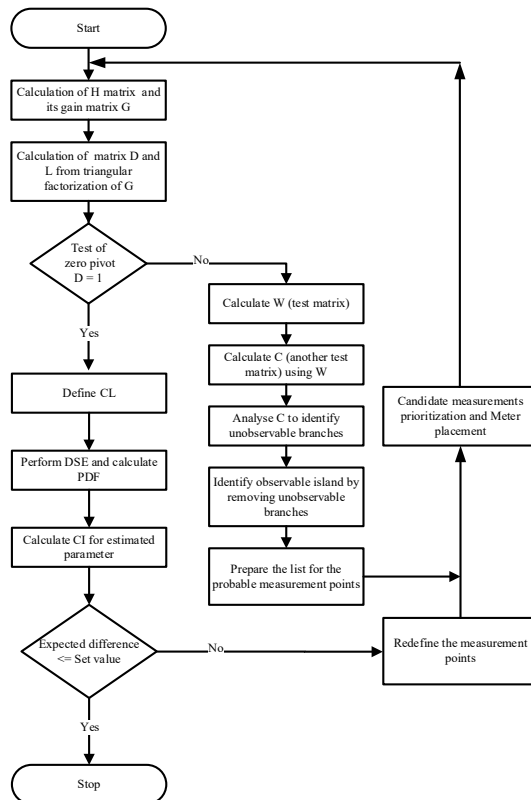 Start
Calculation of H matrix and
its gain matrix G
Calculation of matrix D and
L from triangular
factorization of G
Test of
zero pivot
D = 1
No
Yes
Calculate W (test matrix)
Calculate C (another test
matrix) using W
Analyse C to identify
unobservable branches
Identify observable island by
removing unobservable
branches
Prepare the list for the
probable measurement points
Define CL
Perform DSE and calculate
PDF
Calculate CI for estimated
parameter
Expected difference
<= Set value
No
Yes
Stop
Candidate measurements
prioritization and Meter
placement
Redefine the measurement
points